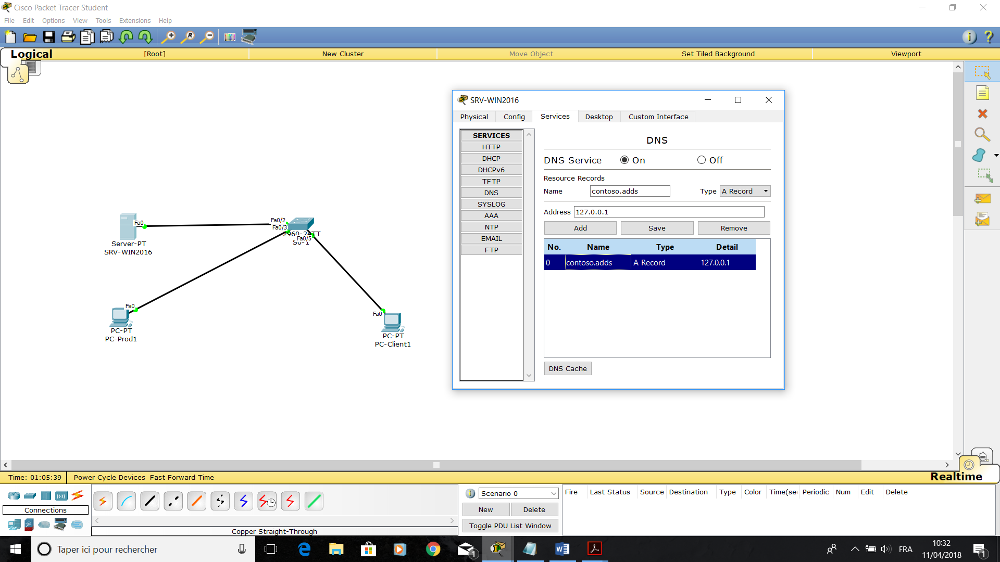 Cisco Packet Tracer Student
File Edit Options View Tools Extensions Help
Logical [Root] New Cluster Move Object Set Tiled Background Viewport
SRV-WIN2016
Physical Config Services Desktop Custom Interface
SERVICES
HTTP
DHCP
DHCPv6
TFTP
DNS
SYSLOG
AAA
NTP
EMAIL
FTP
DNS
DNS Service On Off
Resource Records
Name contoso.adds Type A Record
Address 127.0.0.1
Add Save Remove
No. Name Type Detail
0 contoso.adds A Record 127.0.0.1
DNS Cache
Fa0
Server-PT
SRV-WIN2016
Fa0/2
Fa0/3
2960-24TT
Fa0/5
Fa0
PC-PT
PC-Prod1
Fa0
PC-PT
PC-Client1
Time: 01:05:39 Power Cycle Devices Fast Forward Time
Realtime
Connections
Copper Straight-Through
Scenario 0
New Delete
Toggle PDU List Window
Fire Last Status Source Destination Type Color Time(se Periodic Num Edit Delete
Taper ici pour rechercher
1
FRA
10:32
11/04/2018
1